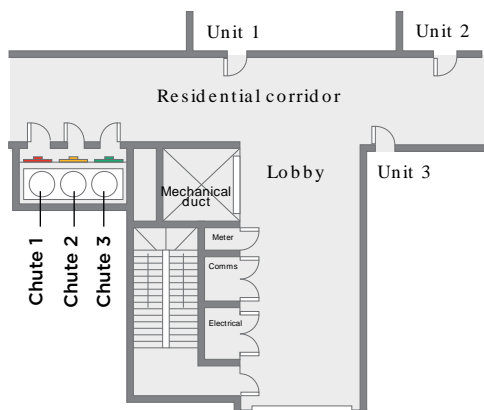 Unit 1
Unit 2
Residential corridor
Lobby
Unit 3
Mechanical
duct
Meter
Comms
Electrical
Chute 1
Chute 2
Chute 3